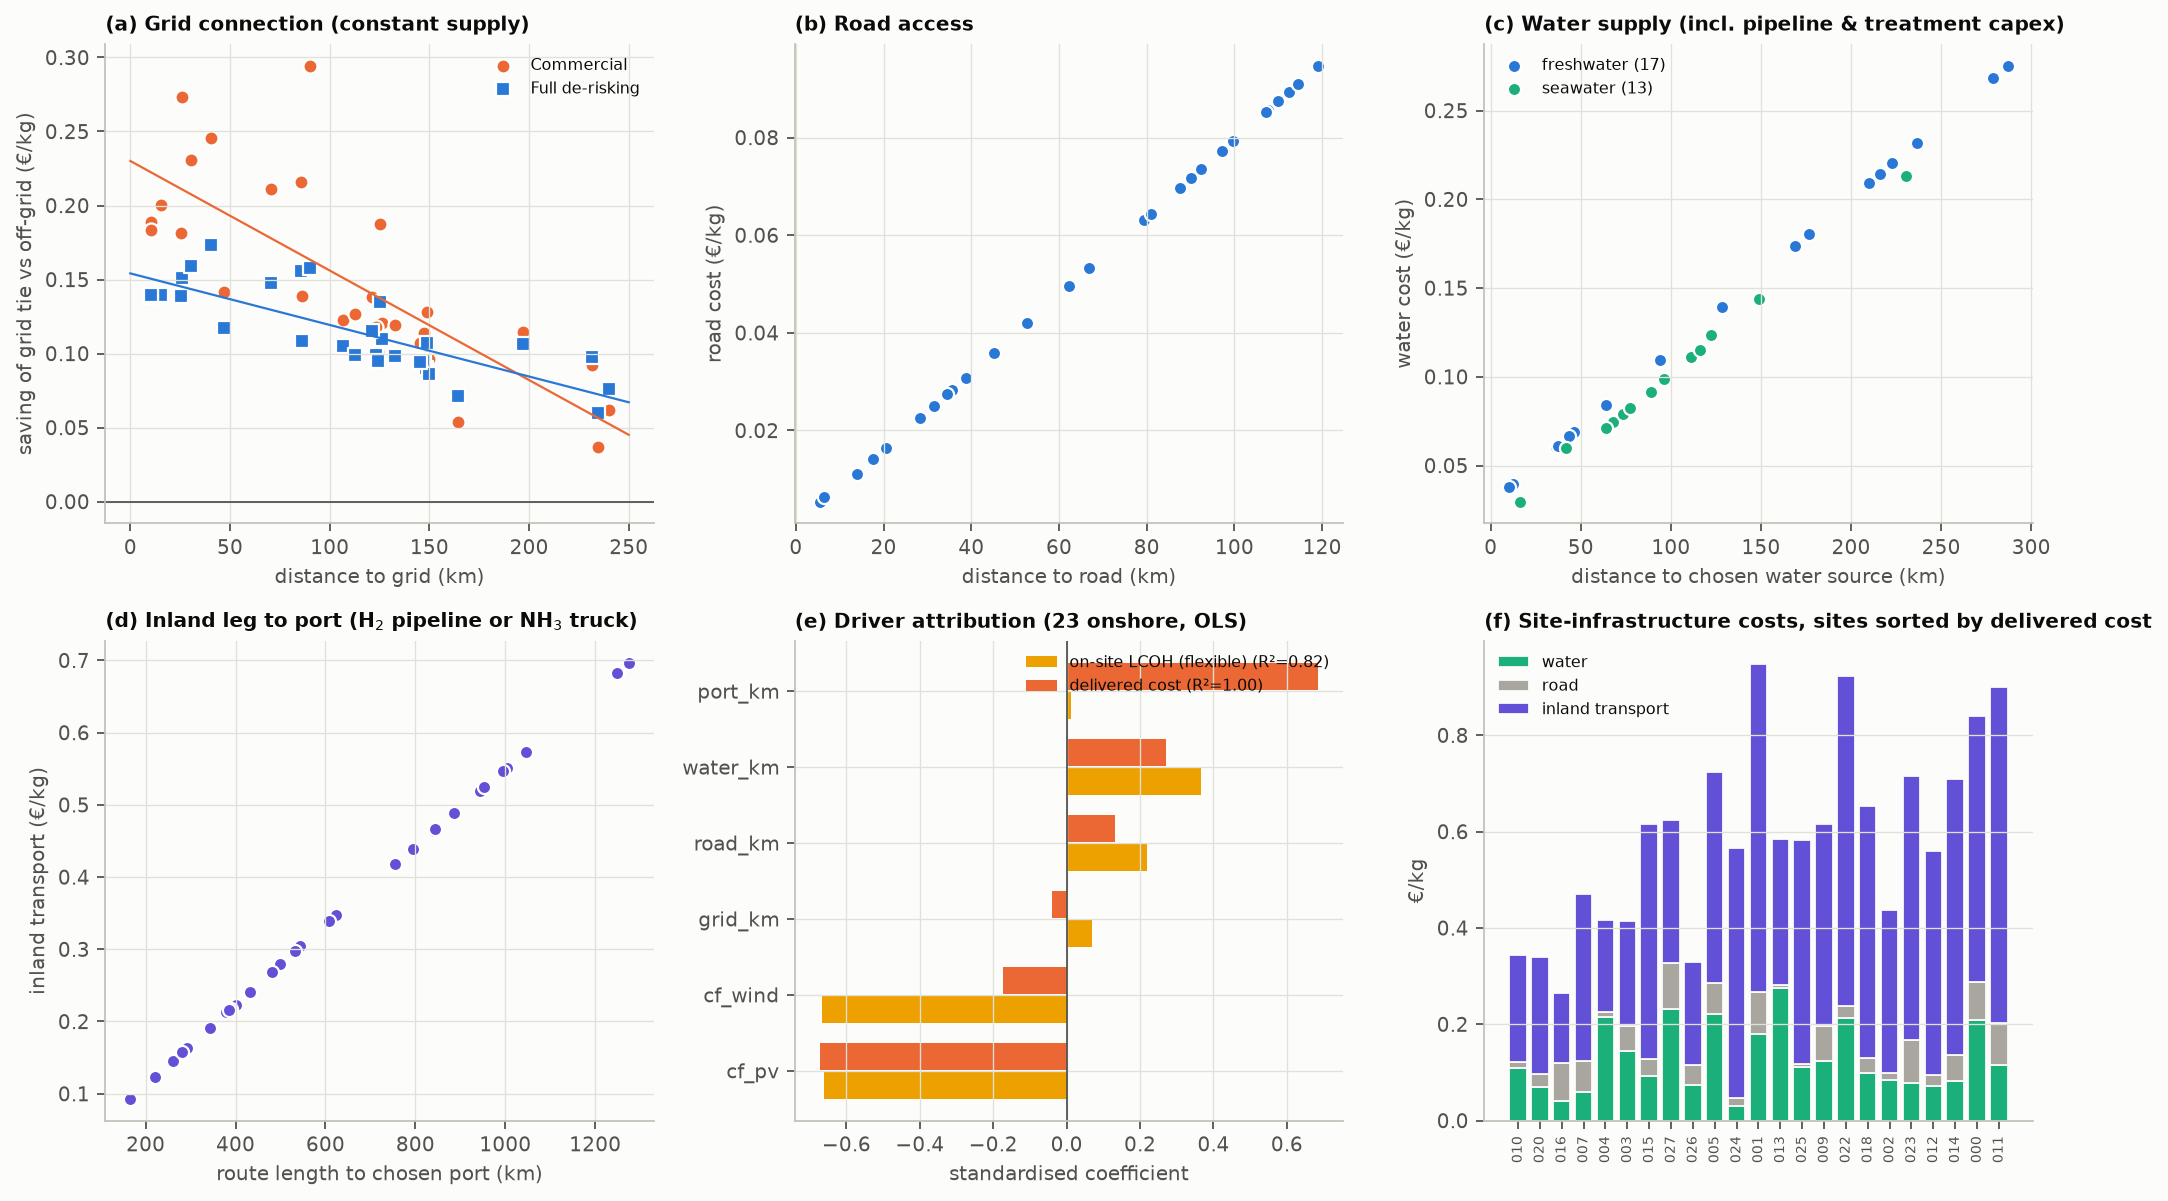 (a) Grid connection (constant supply)
0.30
0.25
0.20
0.15
0.10
0.05
0.00
saving of grid tie vs off-grid (€/kg)
Commercial
Full de-risking
0 50 100 150 200 250
distance to grid (km)
(b) Road access
0.08
0.06
0.04
0.02
road cost (€/kg)
0 20 40 60 80 100 120
distance to road (km)
(c) Water supply (incl. pipeline & treatment capex)
freshwater (17)
seawater (13)
0.25
0.20
0.15
0.10
0.05
water cost (€/kg)
0 50 100 150 200 250 300
distance to chosen water source (km)
(d) Inland leg to port (H₂ pipeline or NH₃ truck)
0.7
0.6
0.5
0.4
0.3
0.2
0.1
inland transport (€/kg)
200 400 600 800 1000 1200
route length to chosen port (km)
(e) Driver attribution (23 onshore, OLS)
on-site LCOH (flexible) (R²=0.82)
delivered cost (R²=1.00)
port_km
water_km
road_km
grid_km
cf_wind
cf_pv
−0.6 −0.4 −0.2 0.0 0.2 0.4 0.6
standardised coefficient
(f) Site-infrastructure costs, sites sorted by delivered cost
water
road
inland transport
0.8
0.6
0.4
0.2
0.0
€/kg
010 020 016 007 004 003 015 027 026 005 024 001 013 025 009 022 018 002 023 012 014 000 011